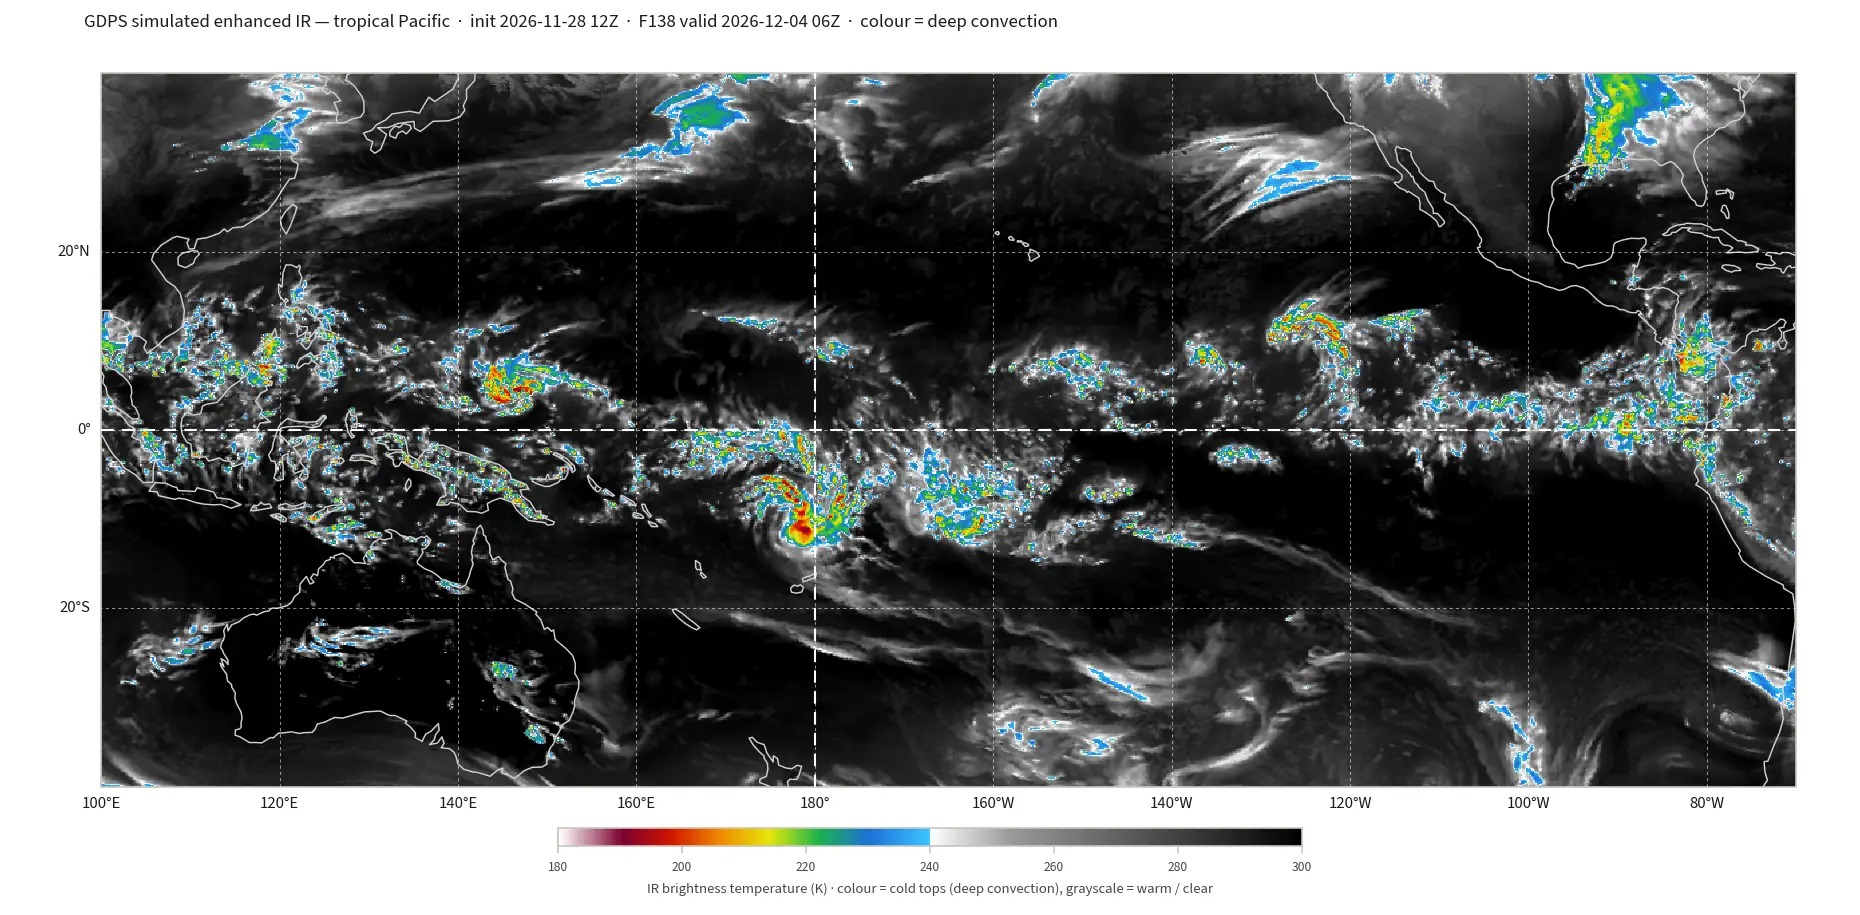 GDPS simulated enhanced IR — tropical Pacific · init 2026-11-28 12Z · F138 valid 2026-12-04 06Z · colour = deep convection
20°N
0°
20°S
100°E 120°E 140°E 160°E 180° 160°W 140°W 120°W 100°W 80°W
180 200 220 240 260 280 300
IR brightness temperature (K) · colour = cold tops (deep convection), grayscale = warm / clear